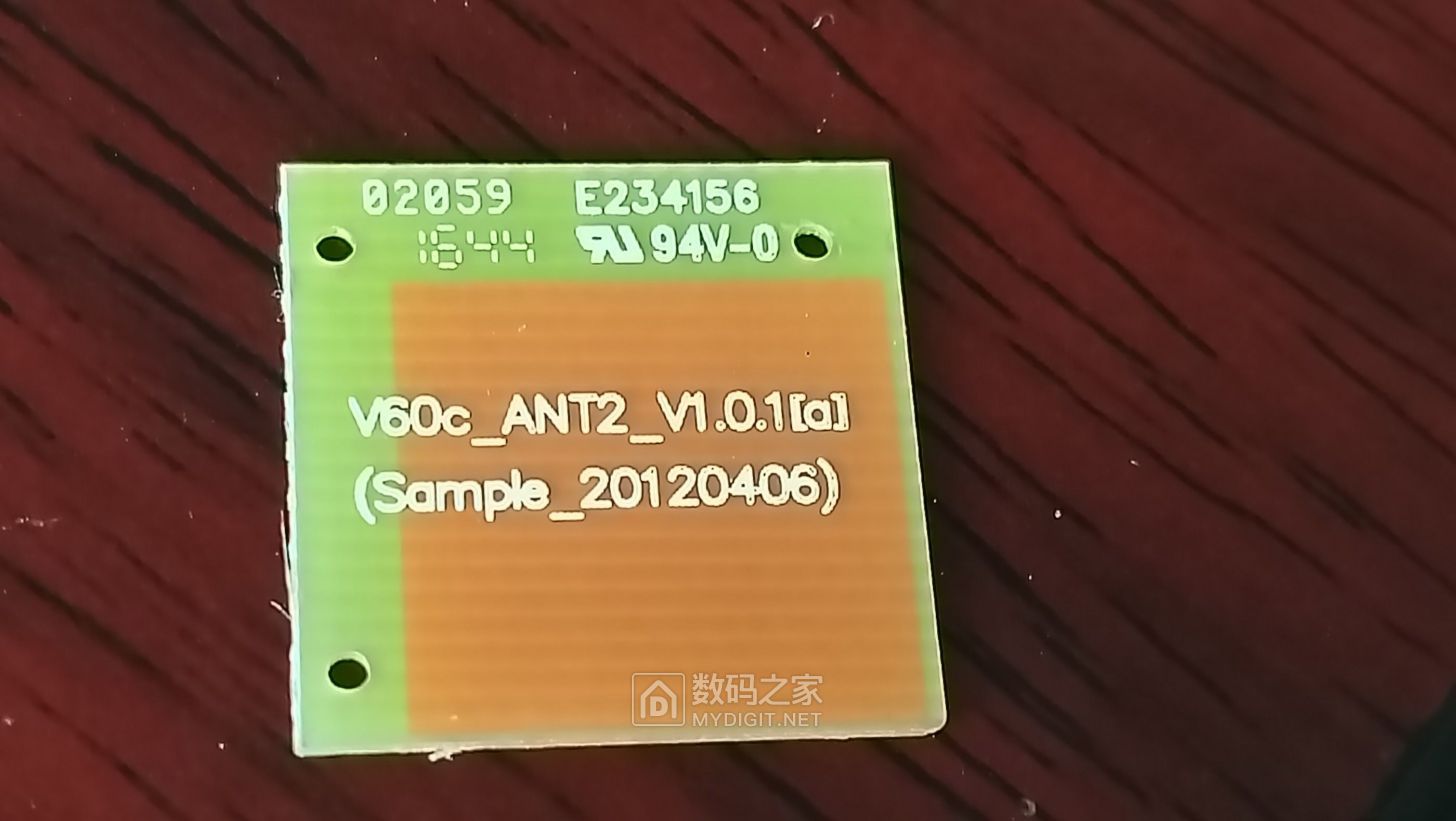 02059 E234156
1644 94V-0
V60c_ANT2_V1.0.1[a]
(Sample_20120406)
数码之家
MYDIGIT.NET